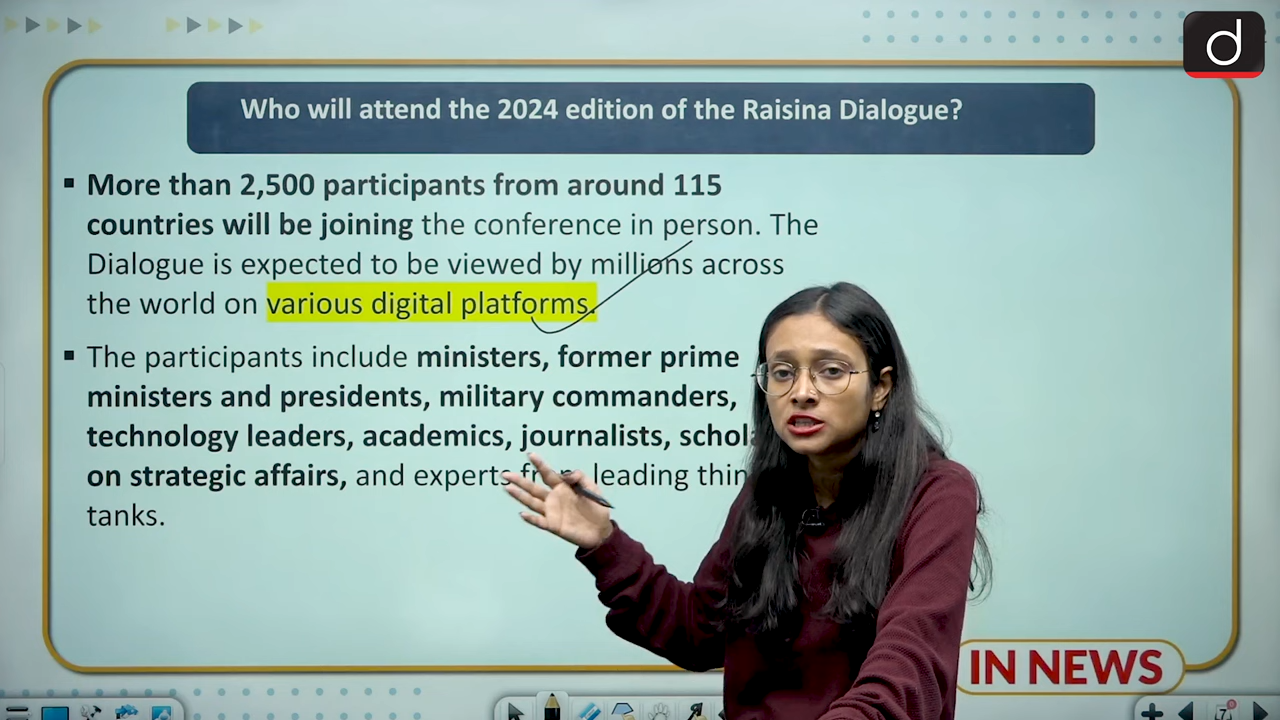 d
Who will attend the 2024 edition of the Raisina Dialogue?
▪ More than 2,500 participants from around 115
countries will be joining the conference in person. The
Dialogue is expected to be viewed by millions across
the world on various digital platforms.
▪ The participants include ministers, former prime
ministers and presidents, military commanders,
technology leaders, academics, journalists,
on strategic affairs, and experts leading
tanks.
IN NEWS
7